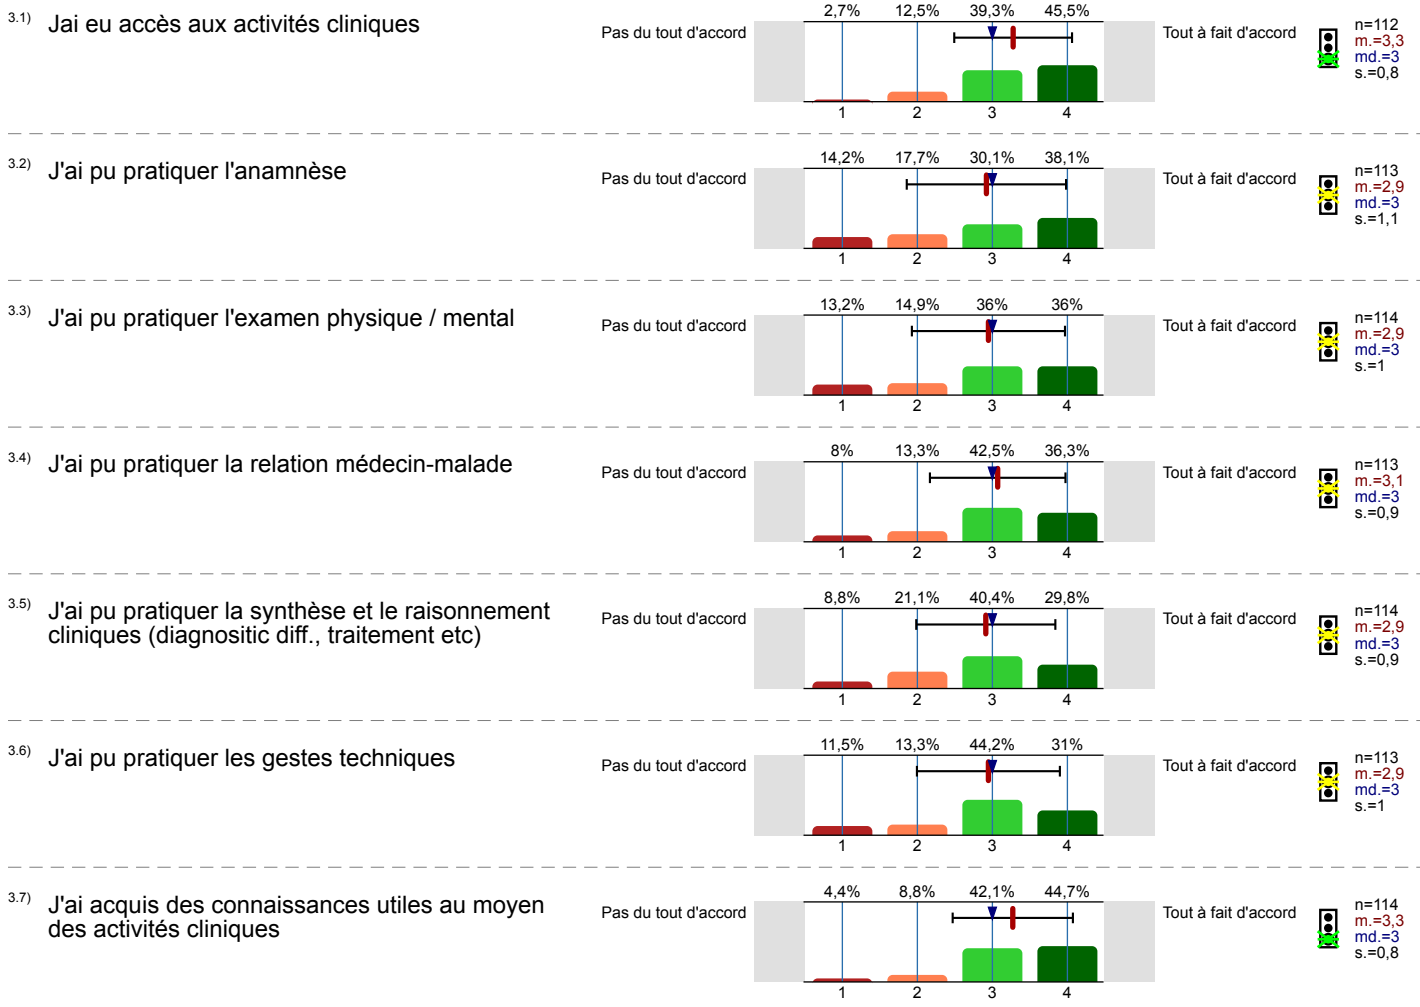 3.1) Jai eu accès aux activités cliniques
Pas du tout d'accord
2,7% 12,5% 39,3% 45,5%
1 2 3 4
Tout à fait d'accord
n=112
m.=3,3
md.=3
s.=0,8
3.2) J'ai pu pratiquer l'anamnèse
Pas du tout d'accord
14,2% 17,7% 30,1% 38,1%
1 2 3 4
Tout à fait d'accord
n=113
m.=2,9
md.=3
s.=1,1
3.3) J'ai pu pratiquer l'examen physique / mental
Pas du tout d'accord
13,2% 14,9% 36% 36%
1 2 3 4
Tout à fait d'accord
n=114
m.=2,9
md.=3
s.=1
3.4) J'ai pu pratiquer la relation médecin-malade
Pas du tout d'accord
8% 13,3% 42,5% 36,3%
1 2 3 4
Tout à fait d'accord
n=113
m.=3,1
md.=3
s.=0,9
3.5) J'ai pu pratiquer la synthèse et le raisonnement
cliniques (diagnositic diff., traitement etc)
Pas du tout d'accord
8,8% 21,1% 40,4% 29,8%
1 2 3 4
Tout à fait d'accord
n=114
m.=2,9
md.=3
s.=0,9
3.6) J'ai pu pratiquer les gestes techniques
Pas du tout d'accord
11,5% 13,3% 44,2% 31%
1 2 3 4
Tout à fait d'accord
n=113
m.=2,9
md.=3
s.=1
3.7) J'ai acquis des connaissances utiles au moyen
des activités cliniques
Pas du tout d'accord
4,4% 8,8% 42,1% 44,7%
1 2 3 4
Tout à fait d'accord
n=114
m.=3,3
md.=3
s.=0,8